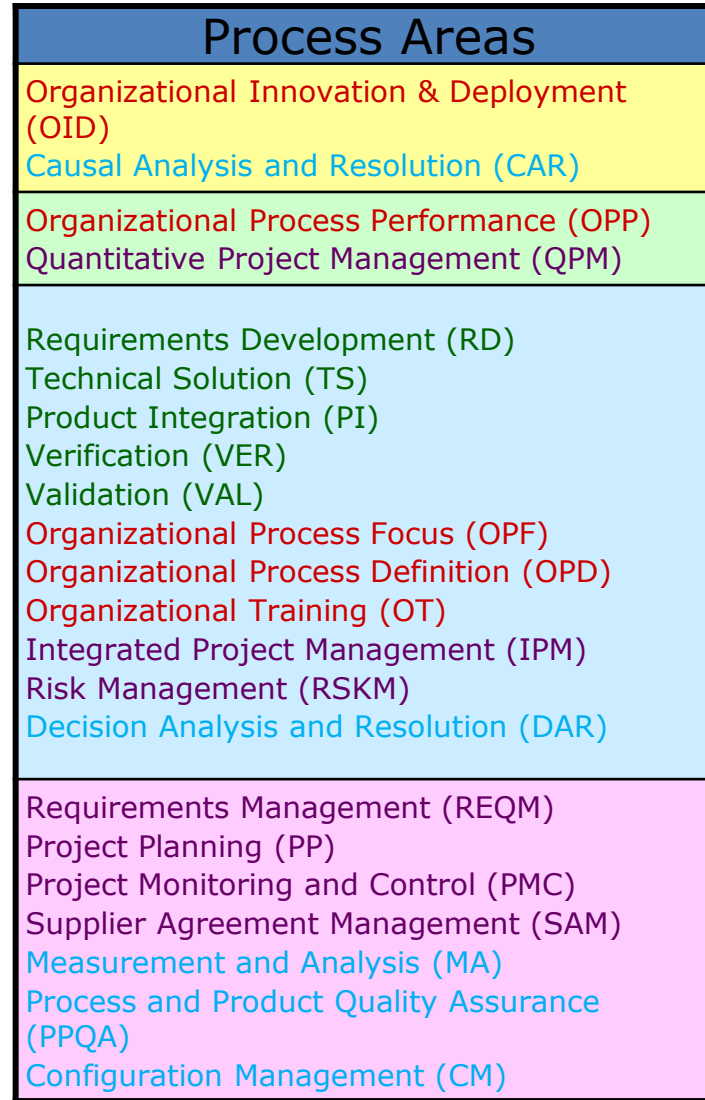 Process Areas
Organizational Innovation & Deployment
(OID)
Causal Analysis and Resolution (CAR)
Organizational Process Performance (OPP)
Quantitative Project Management (QPM)
Requirements Development (RD)
Technical Solution (TS)
Product Integration (PI)
Verification (VER)
Validation (VAL)
Organizational Process Focus (OPF)
Organizational Process Definition (OPD)
Organizational Training (OT)
Integrated Project Management (IPM)
Risk Management (RSKM)
Decision Analysis and Resolution (DAR)
Requirements Management (REQM)
Project Planning (PP)
Project Monitoring and Control (PMC)
Supplier Agreement Management (SAM)
Measurement and Analysis (MA)
Process and Product Quality Assurance
(PPQA)
Configuration Management (CM)